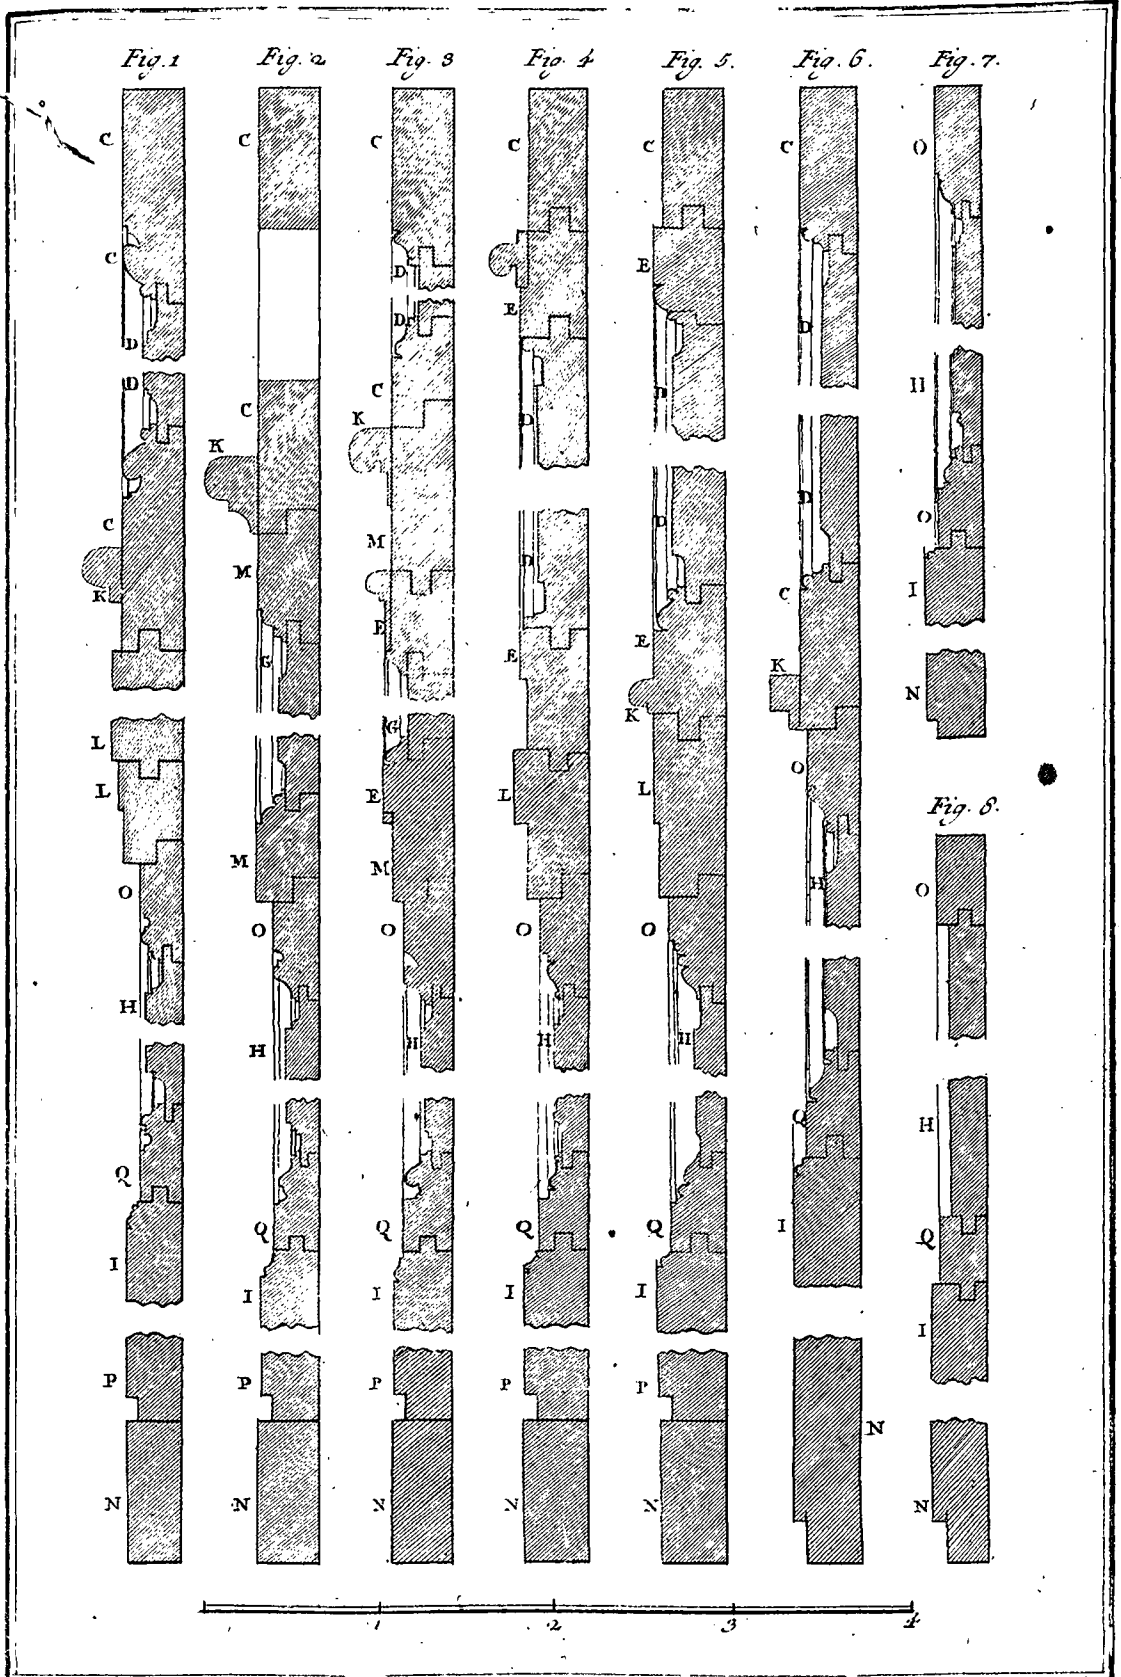 Fig. 1 Fig. 2 Fig. 3 Fig. 4 Fig. 5. Fig. 6. Fig. 7.
C C C C C C O
C D D E E D
D
D C C K D D H
K K D D D
C K M M E E C O I
E K K N
G G
L L E L L O
M M Fig. 8.
O O O O O H O
H H H H H
Q Q Q Q Q Q H
I I I I I I Q
I
P P P P P
N N N N N N N
1 2 3 4